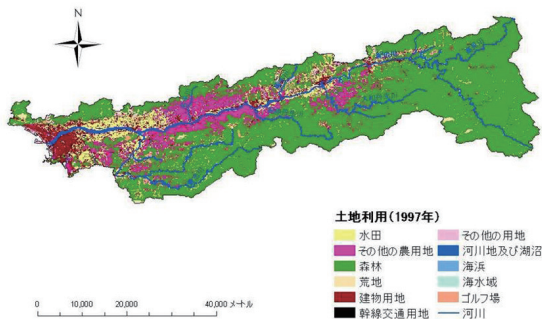 N
土地利用(1997年)
水田
その他の農用地
森林
荒地
建物用地
幹線交通用地
その他の用地
河川地及び湖沼
海浜
海水域
ゴルフ場
河川
0 10,000 20,000 40,000 メートル